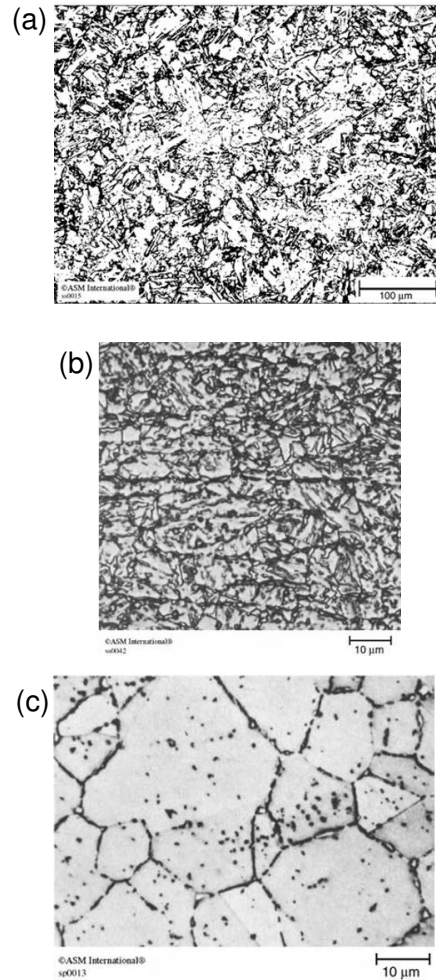 (a)
©ASM International®
ss0015
100 µm
(b)
©ASM International®
ss0042
10 µm
(c)
©ASM International®
sp0013
10 µm